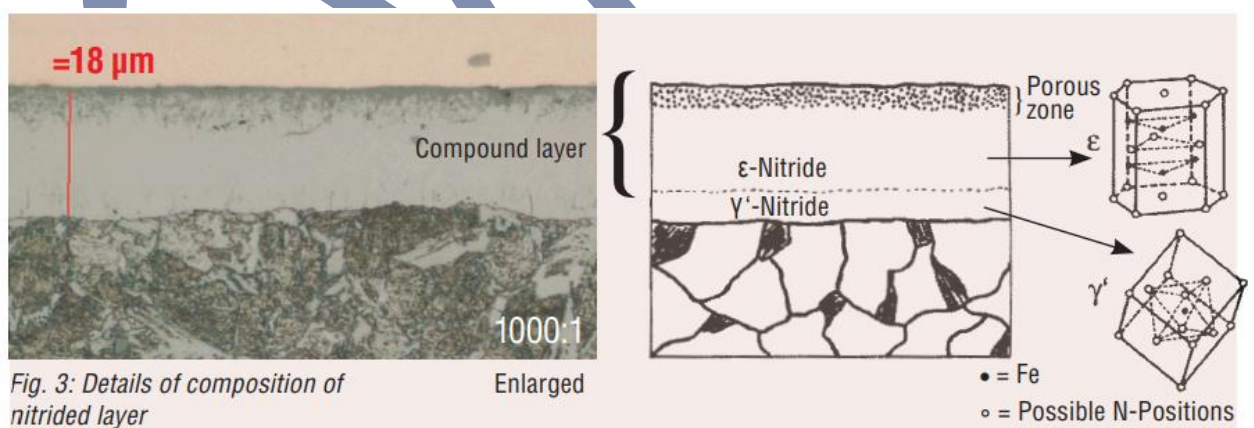 =18 µm
Compound layer
1000:1
Porous
zone
ε
ε-Nitride
γ‘-Nitride
γ‘
Fig. 3: Details of composition of
nitrided layer
Enlarged
• = Fe
○ = Possible N-Positions